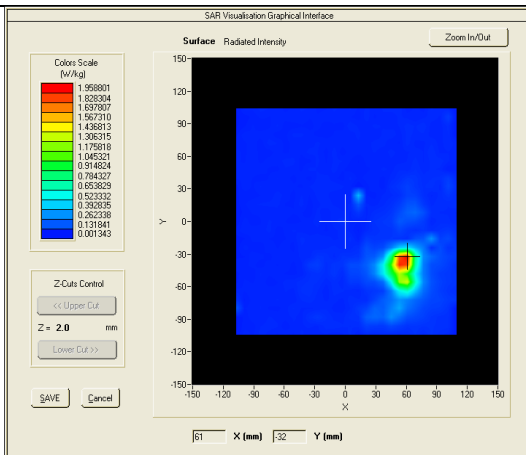 SAR Visualisation Graphical Interface
Surface Radiated Intensity
Zoom In/Out
Colors Scale
(W/kg)
1.958801
1.828304
1.697807
1.567310
1.436813
1.306315
1.175818
1.045321
0.914824
0.784327
0.653829
0.523332
0.392835
0.262338
0.131841
0.001343
Z-Cuts Control
<< Upper Cut
Z = 2.0 mm
Lower Cut >>
SAVE Cancel
150-
120-
90-
60-
30-
0-
-30-
-60-
-90-
-120-
-150-
Y
-150 -120 -90 -60 -30 0 30 60 90 120 150
X
61 X (mm) -32 Y (mm)